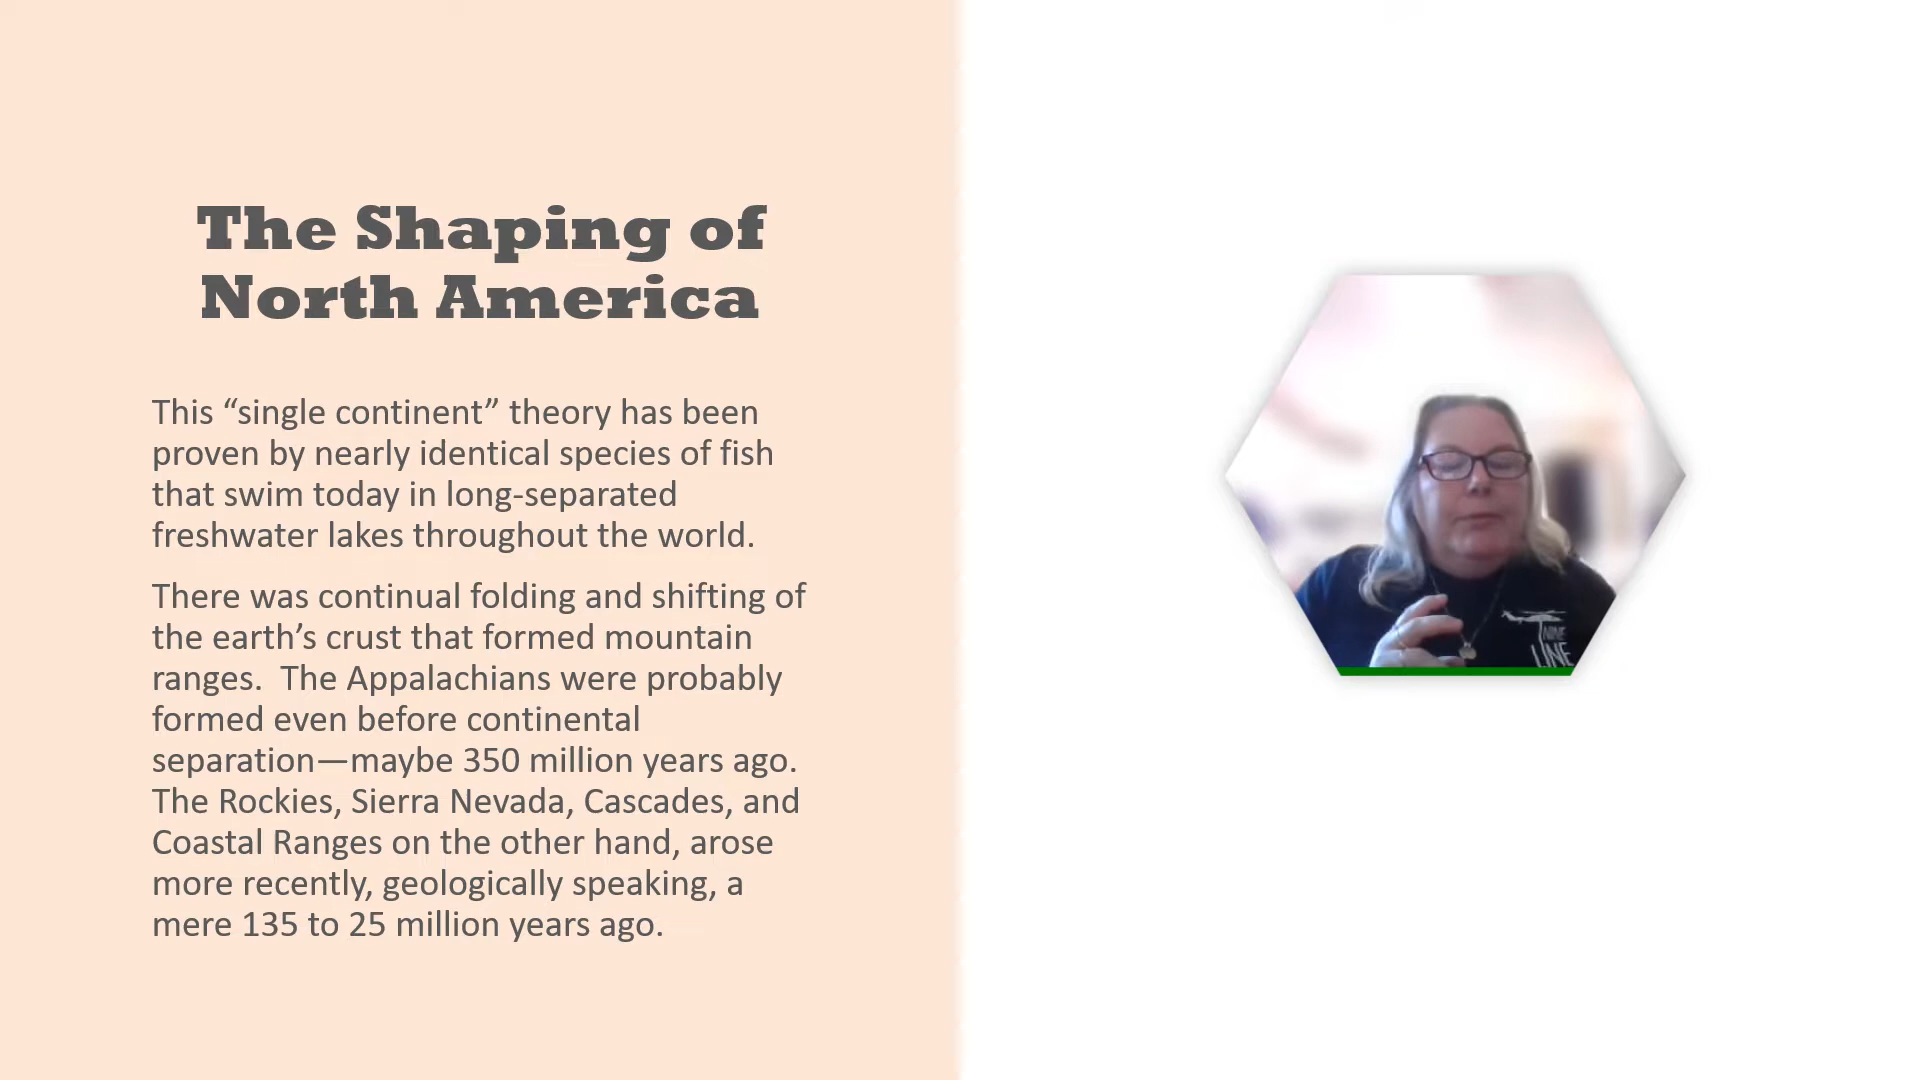 The Shaping of
North America
This “single continent” theory has been
proven by nearly identical species of fish
that swim today in long-separated
freshwater lakes throughout the world.
There was continual folding and shifting of
the earth’s crust that formed mountain
ranges.  The Appalachians were probably
formed even before continental
separation—maybe 350 million years ago.
The Rockies, Sierra Nevada, Cascades, and
Coastal Ranges on the other hand, arose
more recently, geologically speaking, a
mere 135 to 25 million years ago.
NINE
LINE